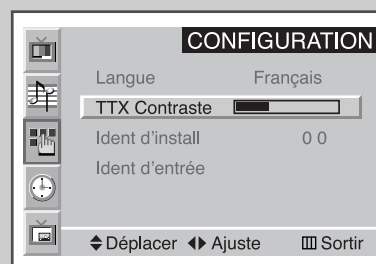 CONFIGURATION
Langue Français
TTX Contraste
Ident d'install 0 0
Ident d'entrée
Déplacer Ajuste Sortir